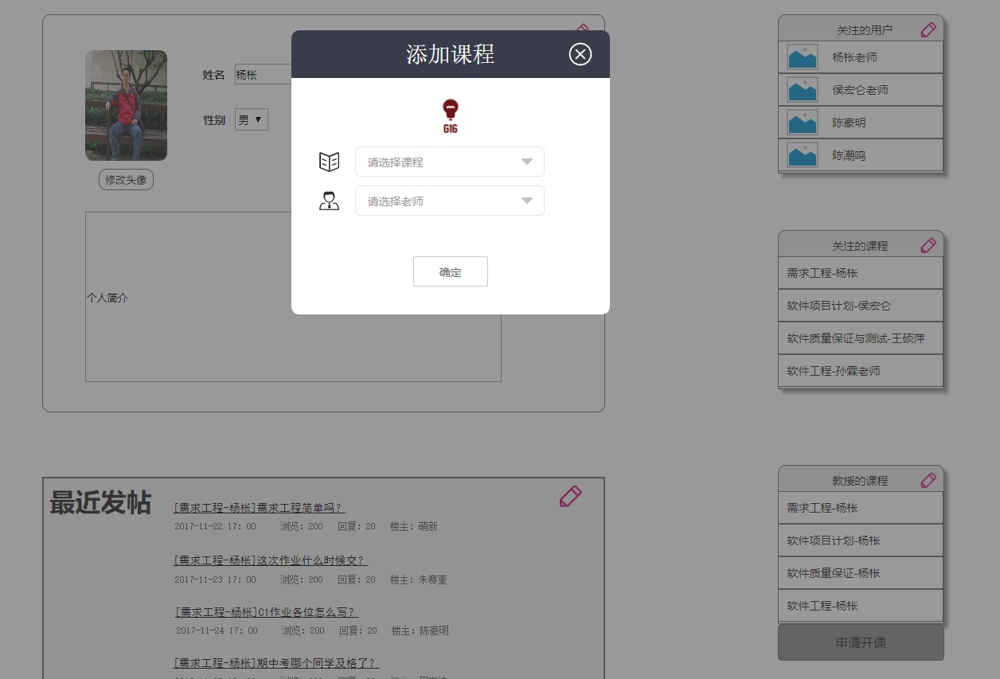 添加课程
G16
请选择课程
请选择老师
确定
姓名 杨枨
性别 男
修改头像
个人简介
最近发帖
[需求工程-杨枨]需求工程简单吗？
2017-11-22 17: 00 浏览: 200 回复: 20 楼主: 萌新
[需求工程-杨枨]这次作业什么时候交？
2017-11-23 17: 00 浏览: 200 回复: 20 楼主: 朱赛奎
[需求工程-杨枨]C1作业各位怎么写？
2017-11-24 17: 00 浏览: 200 回复: 20 楼主: 陈豪明
[需求工程-杨枨]期中考哪个同学及格了？
关注的用户
杨枨老师
侯宏仑老师
陈豪明
陈潮鸣
关注的课程
需求工程-杨枨
软件项目计划-侯宏仑
软件质量保证与测试-王硕萍
软件工程-孙霖老师
教授的课程
需求工程-杨枨
软件项目计划-杨枨
软件质量保证-杨枨
软件工程-杨枨
申请开课